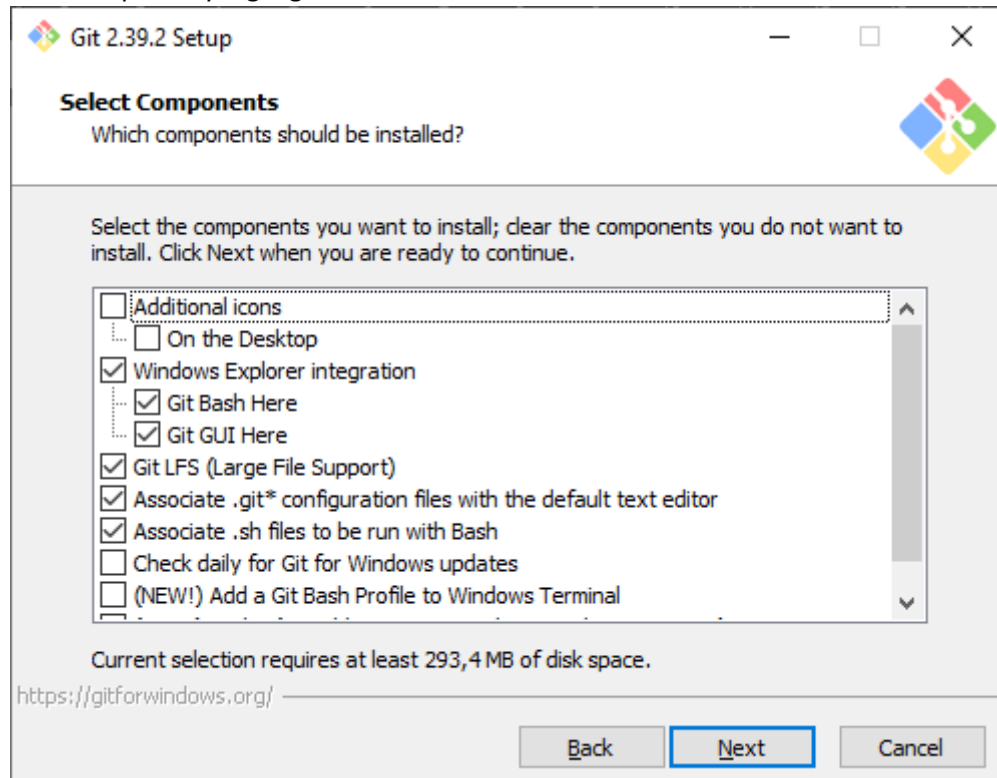 Git 2.39.2 Setup
Select Components
Which components should be installed?
Select the components you want to install; clear the components you do not want to
install. Click Next when you are ready to continue.
Additional icons
On the Desktop
Windows Explorer integration
Git Bash Here
Git GUI Here
Git LFS (Large File Support)
Associate .git* configuration files with the default text editor
Associate .sh files to be run with Bash
Check daily for Git for Windows updates
(NEW!) Add a Git Bash Profile to Windows Terminal
Current selection requires at least 293,4 MB of disk space.
https://gitforwindows.org/
Back Next Cancel